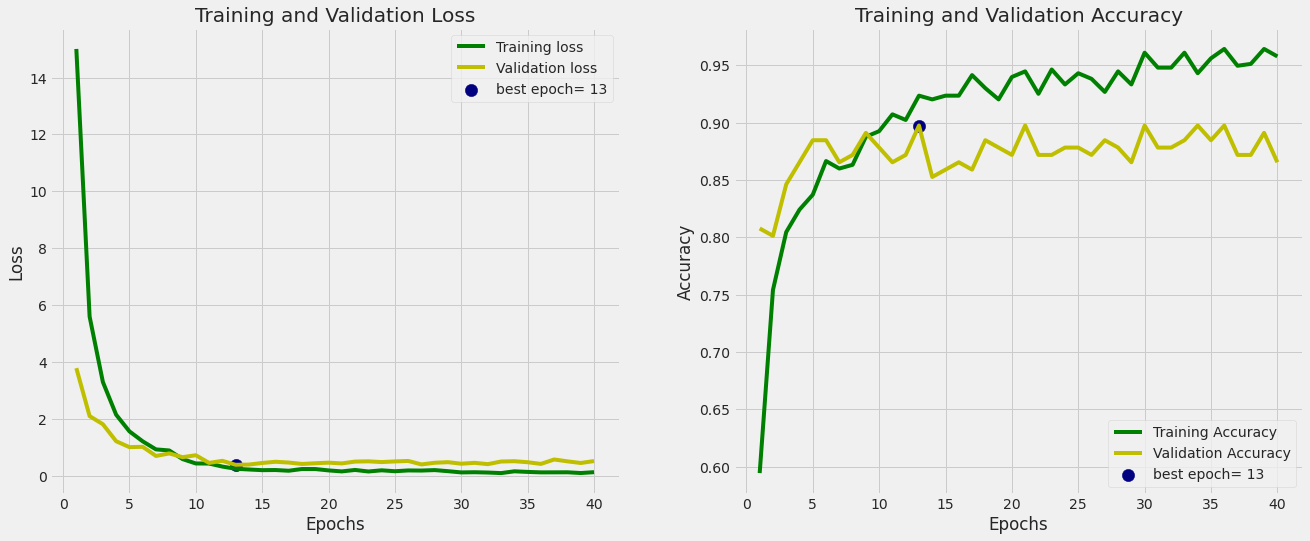 Training and Validation Loss
Training loss
Validation loss
best epoch= 13
14
12
10
8
6
4
2
0
Loss
0 5 10 15 20 25 30 35 40
Epochs
Training and Validation Accuracy
0.95
0.90
0.85
0.80
0.75
0.70
0.65
0.60
Accuracy
Training Accuracy
Validation Accuracy
best epoch= 13
0 5 10 15 20 25 30 35 40
Epochs